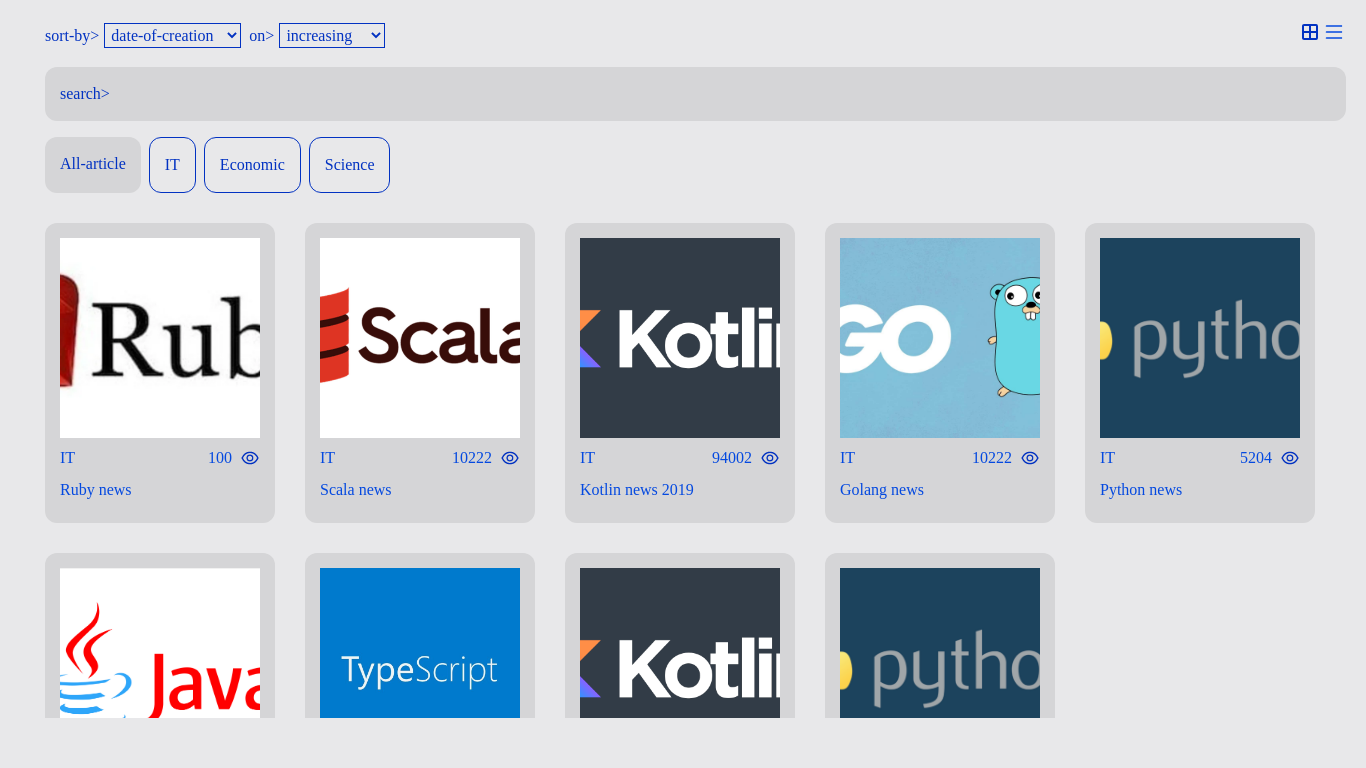 sort-by> date-of-creation on> increasing
search>
All-article IT Economic Science
Rub
Scala
Kotlin
GO
pytho
IT 100
Ruby news
IT 10222
Scala news
IT 94002
Kotlin news 2019
IT 10222
Golang news
IT 5204
Python news
Java
TypeScript
Kotlin
pytho